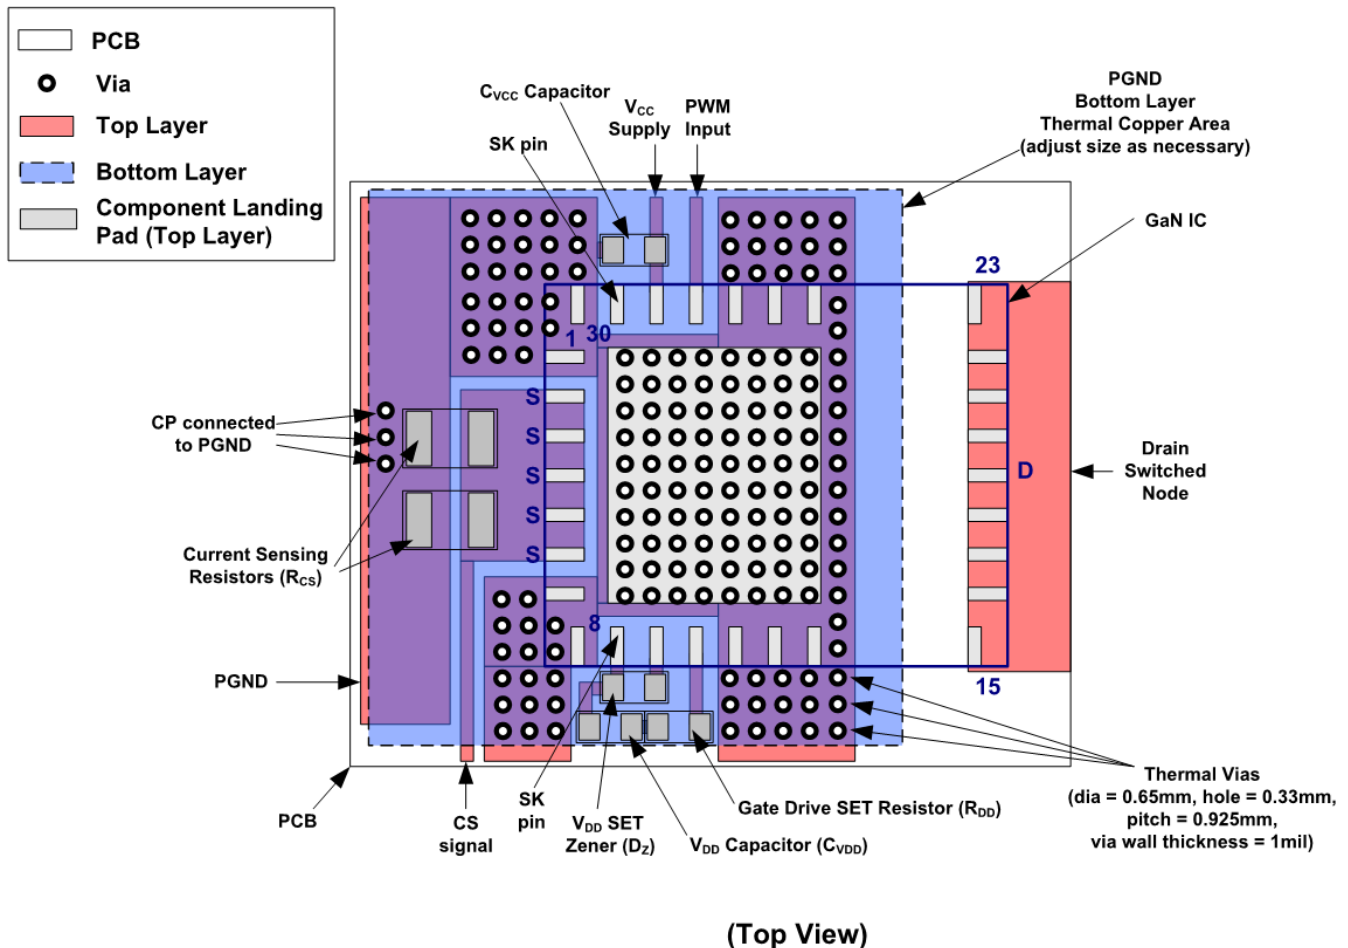 PCB
Via
Top Layer
Bottom Layer
Component Landing
Pad (Top Layer)
CVCC Capacitor
SK pin
VCC
Supply
PWM
Input
PGND
Bottom Layer
Thermal Copper Area
(adjust size as necessary)
GaN IC
23
1
30
S
S
S
S
S
D
8
15
CP connected
to PGND
Current Sensing
Resistors (RCS)
Drain
Switched
Node
PGND
PCB
CS
signal
SK
pin
VDD SET
Zener (DZ)
VDD Capacitor (CVDD)
Gate Drive SET Resistor (RDD)
Thermal Vias
(dia = 0.65mm, hole = 0.33mm,
pitch = 0.925mm,
via wall thickness = 1mil)
(Top View)